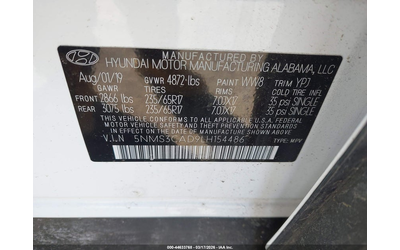 MANUFACTURED BY
HYUNDAI MOTOR MANUFACTURING ALABAMA, LLC
Aug/01/19 GVWR 4872-lbs PAINT WW8 TRIM YP7
GAWR TIRES RIMS COLD TIRE INFL.
FRONT 2866 lbs 235/65R17 7.0JX17 35 psi SINGLE
REAR 3075 lbs 235/65R17 7.0JX17 35 psi SINGLE
THIS VEHICLE CONFORMS TO ALL APPLICABLE
U.S.A. FEDERAL MOTOR VEHICLE SAFETY AND THEFT
PREVENTION STANDARDS IN EFFECT ON THE DATE OF
MANUFACTURE SHOWN ABOVE.
V.I.N 5NMS3CAD9LH154486 TYPE: MPV